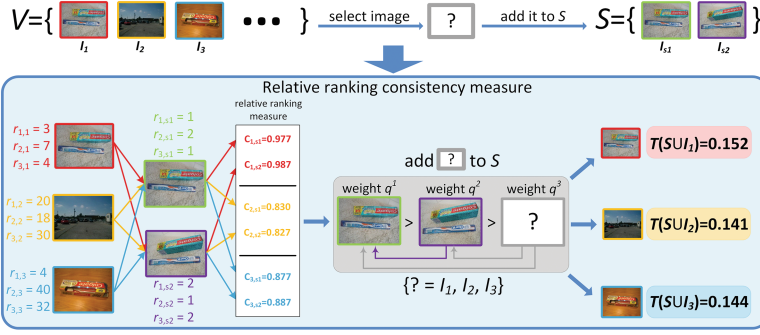 V={ I1 I2 I3 ••• } select image ? add it to S S={ Is1 Is2 }
Relative ranking consistency measure
relative ranking
measure
r1,1 = 3
r2,1 = 7
r3,1 = 4
r1,2 = 20
r2,2 = 18
r3,2 = 30
r1,3 = 4
r2,3 = 40
r3,3 = 32
r1,s1 = 1
r2,s1 = 2
r3,s1 = 1
r1,s2 = 2
r2,s2 = 1
r3,s2 = 2
C1,s1=0.977
C1,s2=0.987
C2,s1=0.830
C2,s2=0.827
C3,s1=0.877
C3,s2=0.887
add ? to S
weight q1 weight q2 weight q3
> > ?
{? = I1, I2, I3}
T(S∪I1)=0.152
T(S∪I2)=0.141
T(S∪I3)=0.144